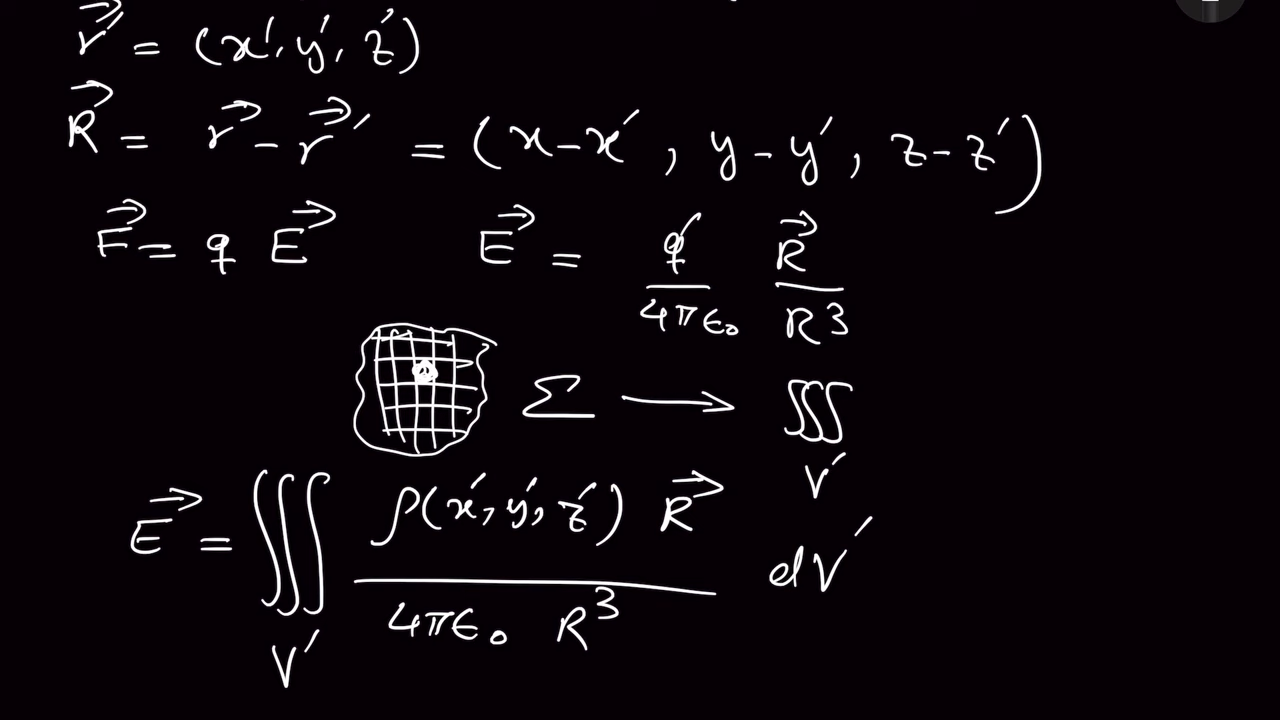 r⃗′ = (x′, y′, z′)
R⃗ = r⃗ − r⃗′ = (x−x′, y−y′, z−z′)
F⃗ = q E⃗ E⃗ = q′/4πϵ₀ R⃗/R³
Σ ⟶ ∭V′
E⃗ = ∭V′ ρ(x′, y′, z′) R⃗ / 4πϵ₀ R³ dV′